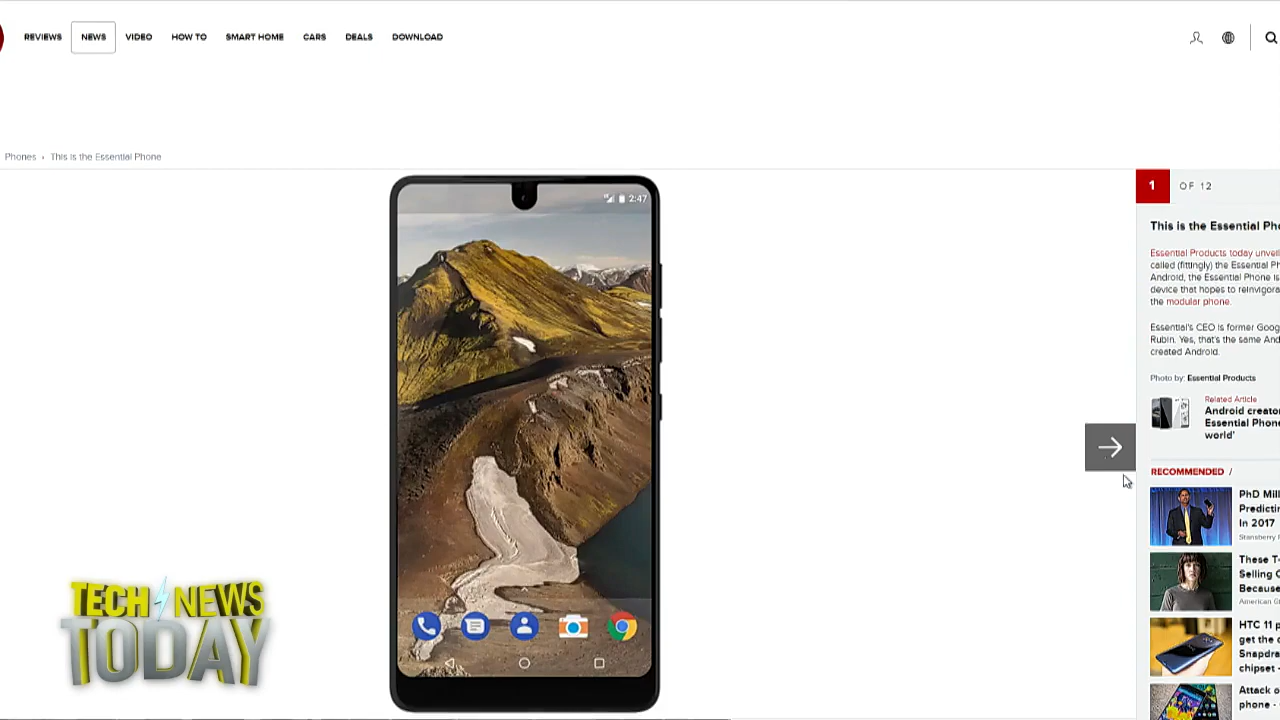 REVIEWS NEWS VIDEO HOW TO SMART HOME CARS DEALS DOWNLOAD
Phones › This is the Essential Phone
2:47
1 OF 12
This is the Essential Pho
Essential Products today unveil
called (fittingly) the Essential Ph
Android, the Essential Phone is
device that hopes to reinvigora
the modular phone.
Essential's CEO is former Goog
Rubin. Yes, that's the same And
created Android.
Photo by: Essential Products
Related Article
Android creator
Essential Phone
world'
RECOMMENDED /
PhD Mill
Predictin
In 2017
Stansberry R
These T-
Selling O
Because
American Gi
HTC 11 p
get the
Snapdra
chipset -
Attack o
phone -
TECH NEWS
TODAY